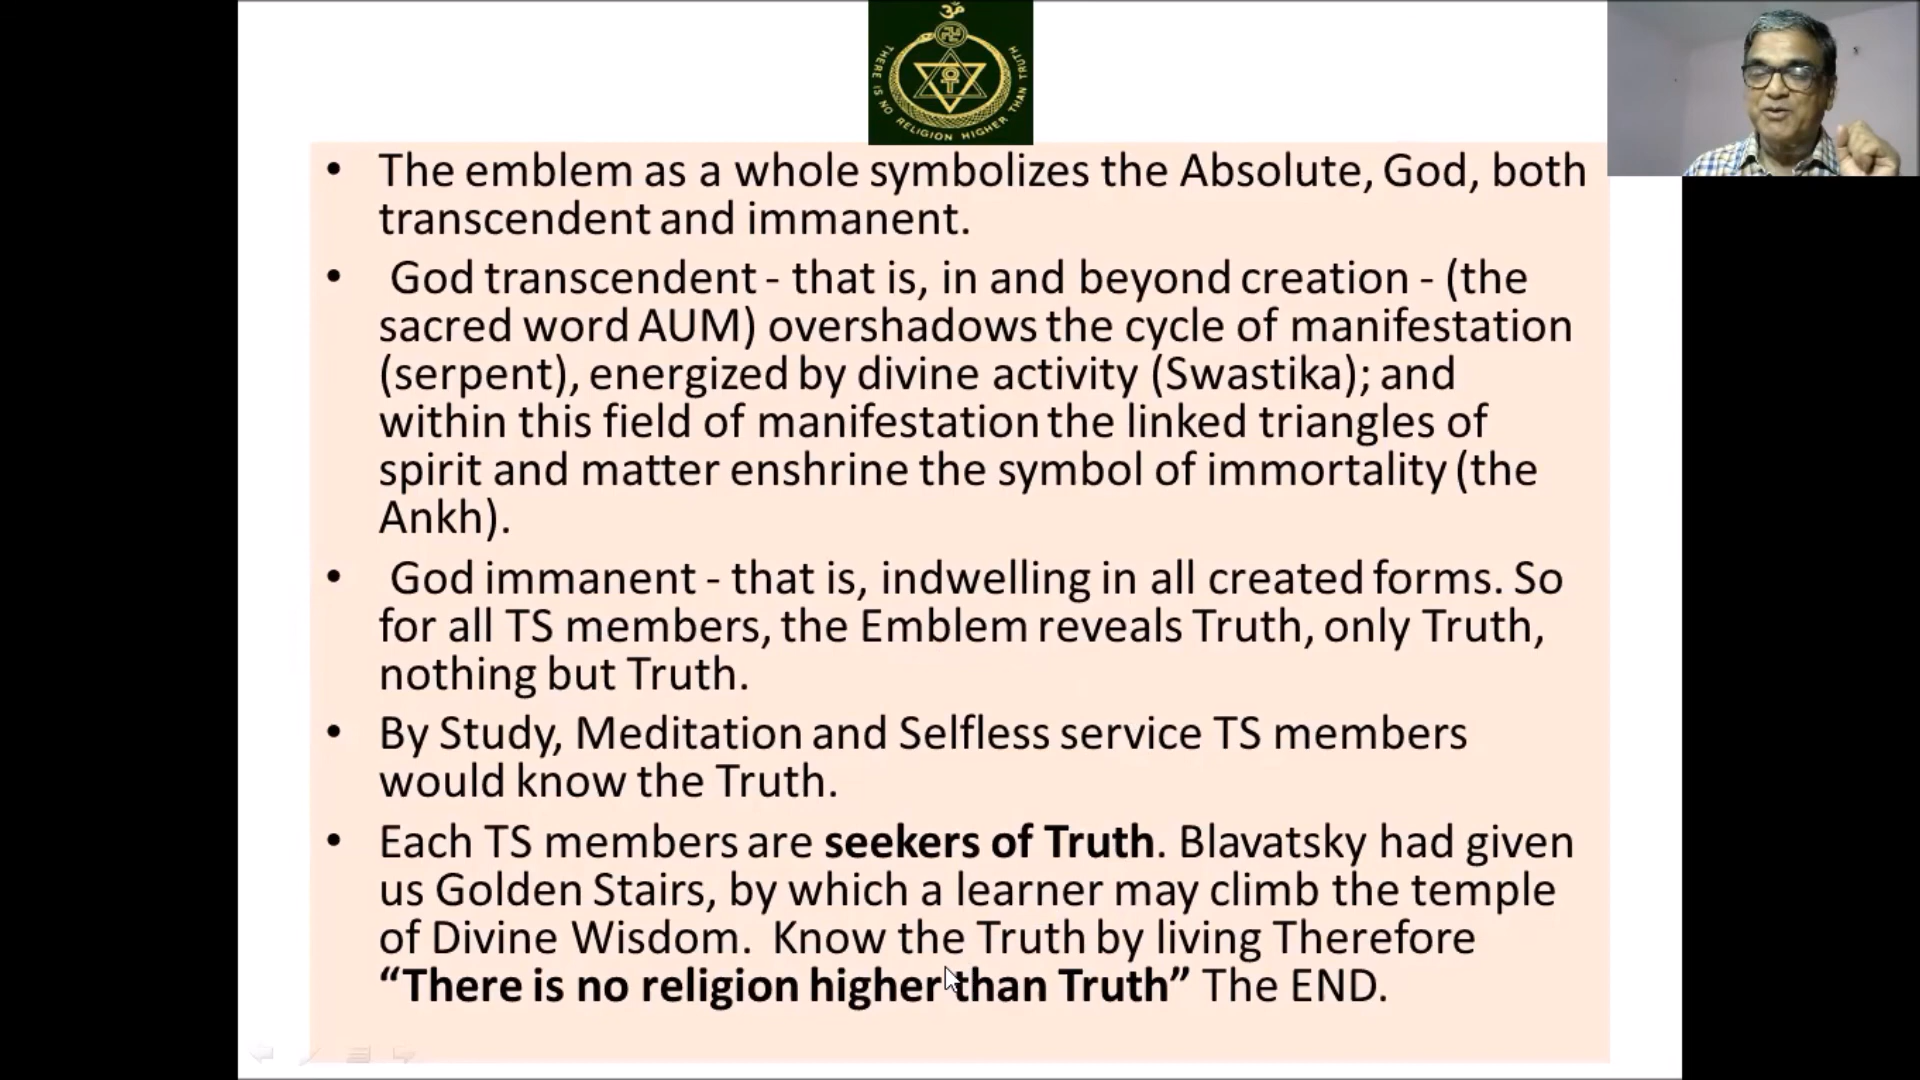 ॐ
THERE IS NO RELIGION HIGHER THAN TRUTH
• The emblem as a whole symbolizes the Absolute, God, both
transcendent and immanent.
• God transcendent - that is, in and beyond creation - (the
sacred word AUM) overshadows the cycle of manifestation
(serpent), energized by divine activity (Swastika); and
within this field of manifestation the linked triangles of
spirit and matter enshrine the symbol of immortality (the
Ankh).
• God immanent - that is, indwelling in all created forms. So
for all TS members, the Emblem reveals Truth, only Truth,
nothing but Truth.
• By Study, Meditation and Selfless service TS members
would know the Truth.
• Each TS members are seekers of Truth. Blavatsky had given
us Golden Stairs, by which a learner may climb the temple
of Divine Wisdom. Know the Truth by living Therefore
“There is no religion higher than Truth” The END.